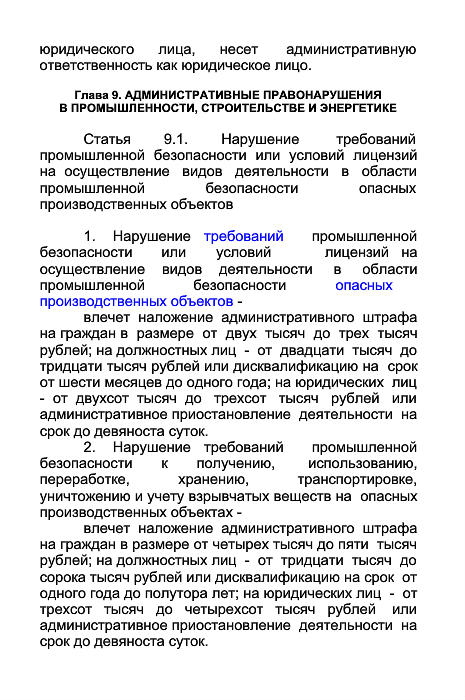 юридического лица, несет административную
ответственность как юридическое лицо.
Глава 9. АДМИНИСТРАТИВНЫЕ ПРАВОНАРУШЕНИЯ
В ПРОМЫШЛЕННОСТИ, СТРОИТЕЛЬСТВЕ И ЭНЕРГЕТИКЕ
Статья 9.1. Нарушение требований
промышленной безопасности или условий лицензий
на осуществление видов деятельности в области
промышленной безопасности опасных
производственных объектов
1. Нарушение требований промышленной
безопасности или условий лицензий на
осуществление видов деятельности в области
промышленной безопасности опасных
производственных объектов -
влечет наложение административного штрафа
на граждан в размере от двух тысяч до трех тысяч
рублей; на должностных лиц - от двадцати тысяч до
тридцати тысяч рублей или дисквалификацию на срок
от шести месяцев до одного года; на юридических лиц
- от двухсот тысяч до трехсот тысяч рублей или
административное приостановление деятельности на
срок до девяноста суток.
2. Нарушение требований промышленной
безопасности к получению, использованию,
переработке, хранению, транспортировке,
уничтожению и учету взрывчатых веществ на опасных
производственных объектах -
влечет наложение административного штрафа
на граждан в размере от четырех тысяч до пяти тысяч
рублей; на должностных лиц - от тридцати тысяч до
сорока тысяч рублей или дисквалификацию на срок от
одного года до полутора лет; на юридических лиц - от
трехсот тысяч до четырехсот тысяч рублей или
административное приостановление деятельности на
срок до девяноста суток.